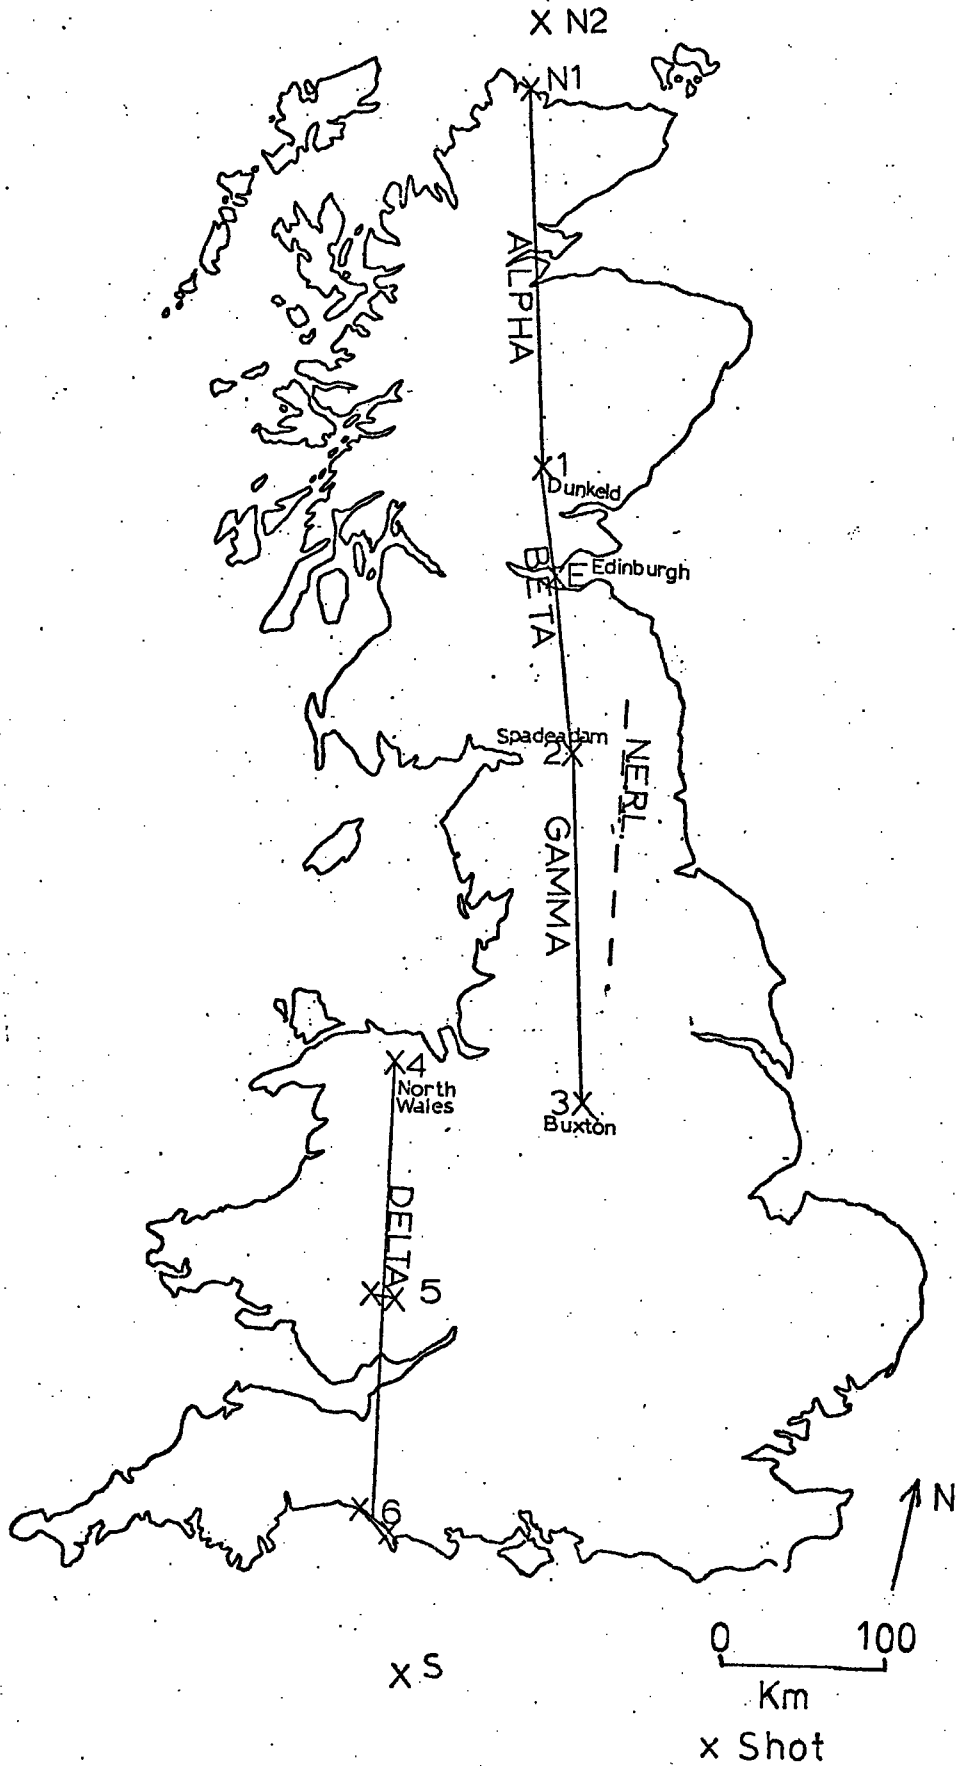 x N2
N1
ALPHA
1
Dunkeld
E
Edinburgh
BETA
Spadeadam
2
NERL
GAMMA
4
North
Wales
3
Buxton
DELTA
5
6
N
S
0 100
Km
x Shot